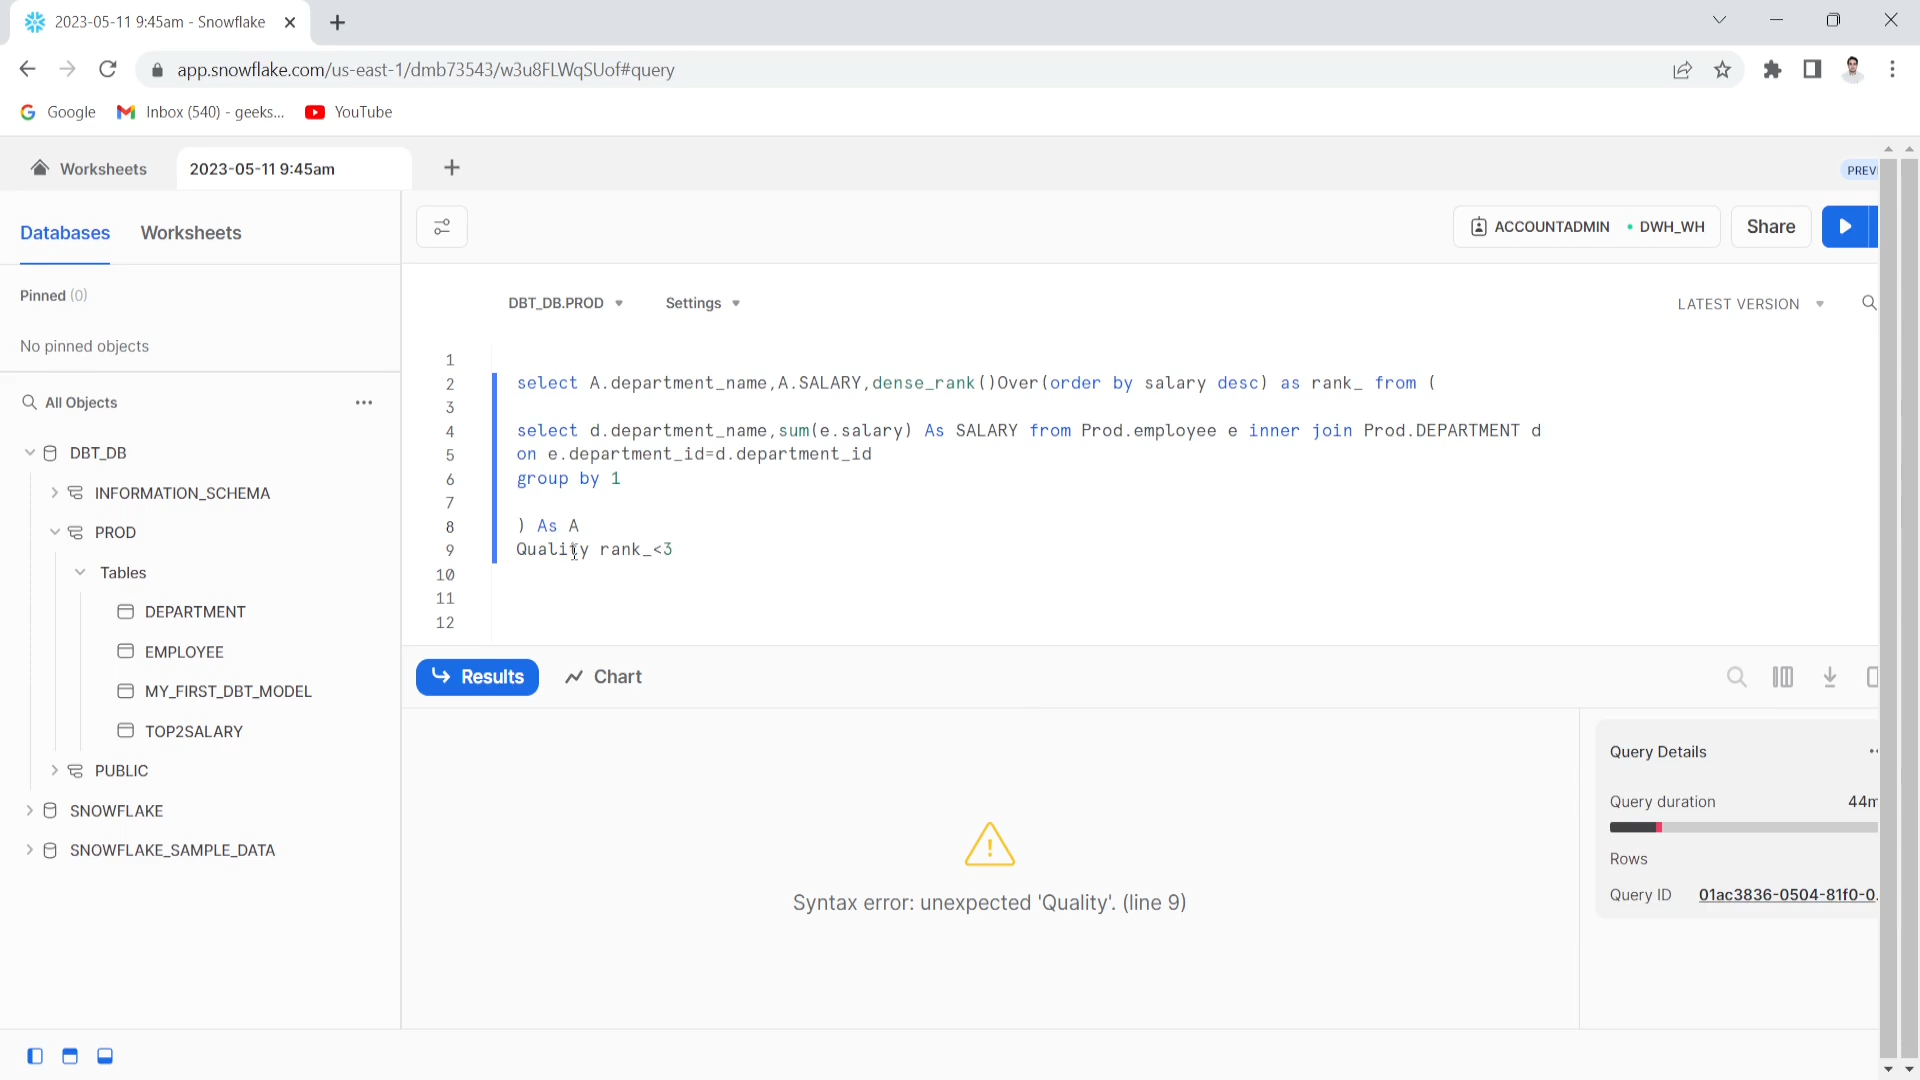 2023-05-11 9:45am - Snowflake
app.snowflake.com/us-east-1/dmb73543/w3u8FLWqSUof#query
Google
Inbox (540) - geeks...
YouTube
Worksheets
2023-05-11 9:45am
PREV
Databases
Worksheets
ACCOUNTADMIN
DWH_WH
Share
Pinned (0)
No pinned objects
DBT_DB.PROD
Settings
LATEST VERSION
All Objects
DBT_DB
INFORMATION_SCHEMA
PROD
Tables
DEPARTMENT
EMPLOYEE
MY_FIRST_DBT_MODEL
TOP2SALARY
PUBLIC
SNOWFLAKE
SNOWFLAKE_SAMPLE_DATA
1
2 select A.department_name,A.SALARY,dense_rank()Over(order by salary desc) as rank_ from (
3
4 select d.department_name,sum(e.salary) As SALARY from Prod.employee e inner join Prod.DEPARTMENT d
5 on e.department_id=d.department_id
6 group by 1
7
8 ) As A
9 Quality rank_<3
10
11
12
Results
Chart
Syntax error: unexpected 'Quality'. (line 9)
Query Details
Query duration 44m
Rows
Query ID 01ac3836-0504-81f0-0.